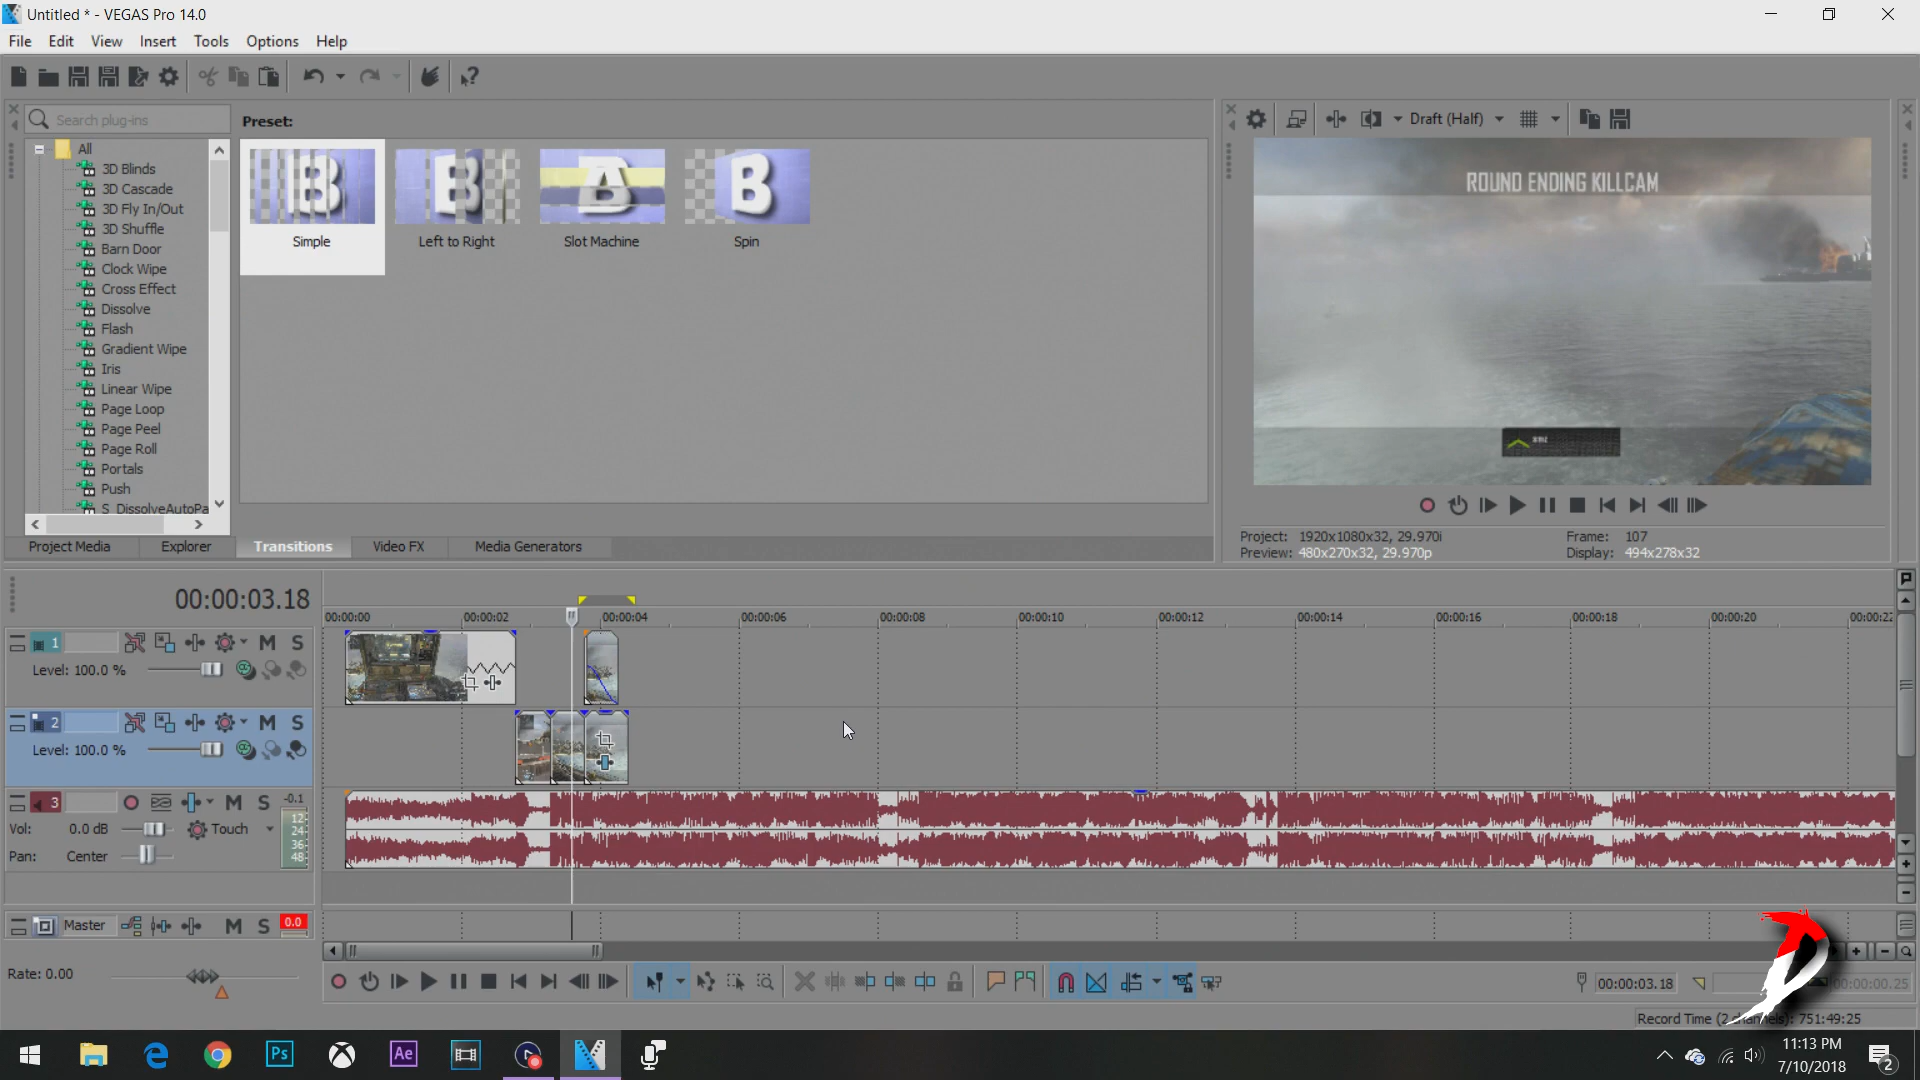 Untitled * - VEGAS Pro 14.0
File Edit View Insert Tools Options Help
Search plug-ins
Preset:
All
3D Blinds
3D Cascade
3D Fly In/Out
3D Shuffle
Barn Door
Clock Wipe
Cross Effect
Dissolve
Flash
Gradient Wipe
Iris
Linear Wipe
Page Loop
Page Peel
Page Roll
Portals
Push
S_DissolveAutoPa
Simple Left to Right Slot Machine Spin
Project Media Explorer Transitions Video FX Media Generators
Draft (Half)
ROUND ENDING KILLCAM
Project: 1920x1080x32, 29.970i Frame: 107
Preview: 480x270x32, 29.970p Display: 494x278x32
00:00:03.18
00:00:00 00:00:02 00:00:04 00:00:06 00:00:08 00:00:10 00:00:12 00:00:14 00:00:16 00:00:18 00:00:20 00:00:22
1 M S
Level: 100.0 %
2 M S
Level: 100.0 %
3 M S -0.1
Vol: 0.0 dB Touch
Pan: Center
12
24
36
48
Master M S 0.0
Rate: 0.00
00:00:03.18 00:00:00.25
Record Time (2 channels): 751:49:25
Ps Ae
11:13 PM
7/10/2018
2